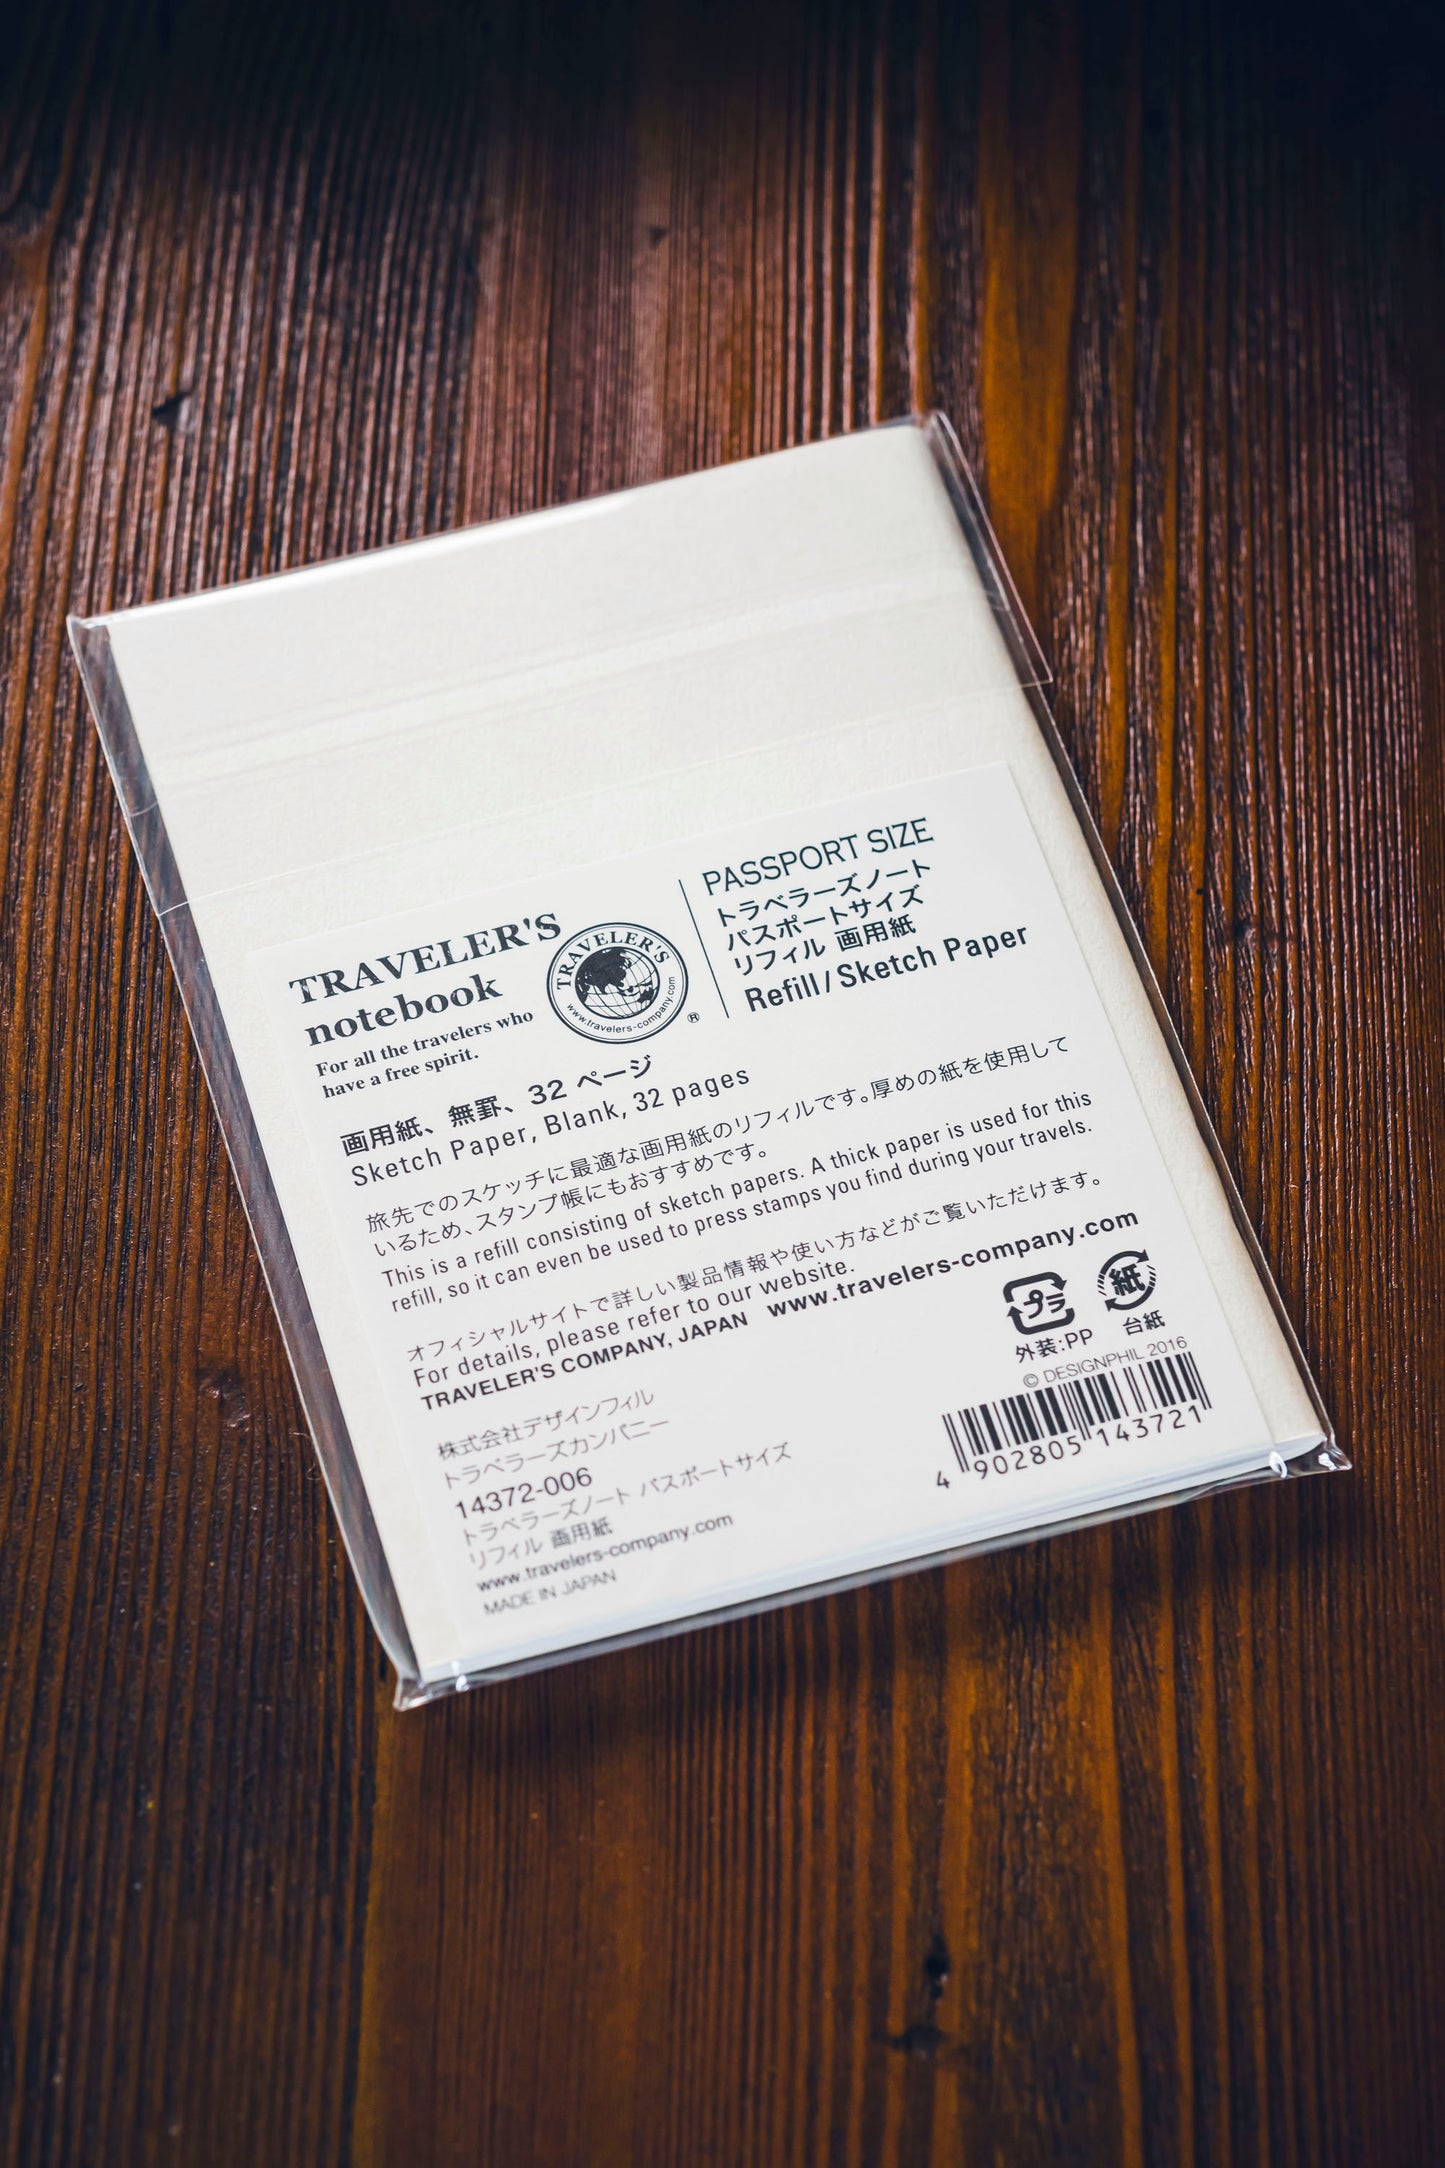 TRAVELER'S
notebook
For all the travelers who
have a free spirit.
TRAVELER'S
www.travelers-company.com
®
PASSPORT SIZE
トラベラーズノート
パスポートサイズ
リフィル 画用紙
Refill/Sketch Paper
画用紙、無罫、32 ページ
Sketch Paper, Blank, 32 pages
旅先でのスケッチに最適な画用紙のリフィルです。厚めの紙を使用して
いるため、スタンプ帳にもおすすめです。
This is a refill consisting of sketch papers. A thick paper is used for this
refill, so it can even be used to press stamps you find during your travels.
オフィシャルサイトで詳しい製品情報や使い方などがご覧いただけます。
For details, please refer to our website.
TRAVELER'S COMPANY, JAPAN www.travelers-company.com
プラ
外装:PP
紙
台紙
© DESIGNPHIL 2016
4 902805 143721
株式会社デザインフィル
トラベラーズカンパニー
14372-006
トラベラーズノート パスポートサイズ
リフィル 画用紙
www.travelers-company.com
MADE IN JAPAN